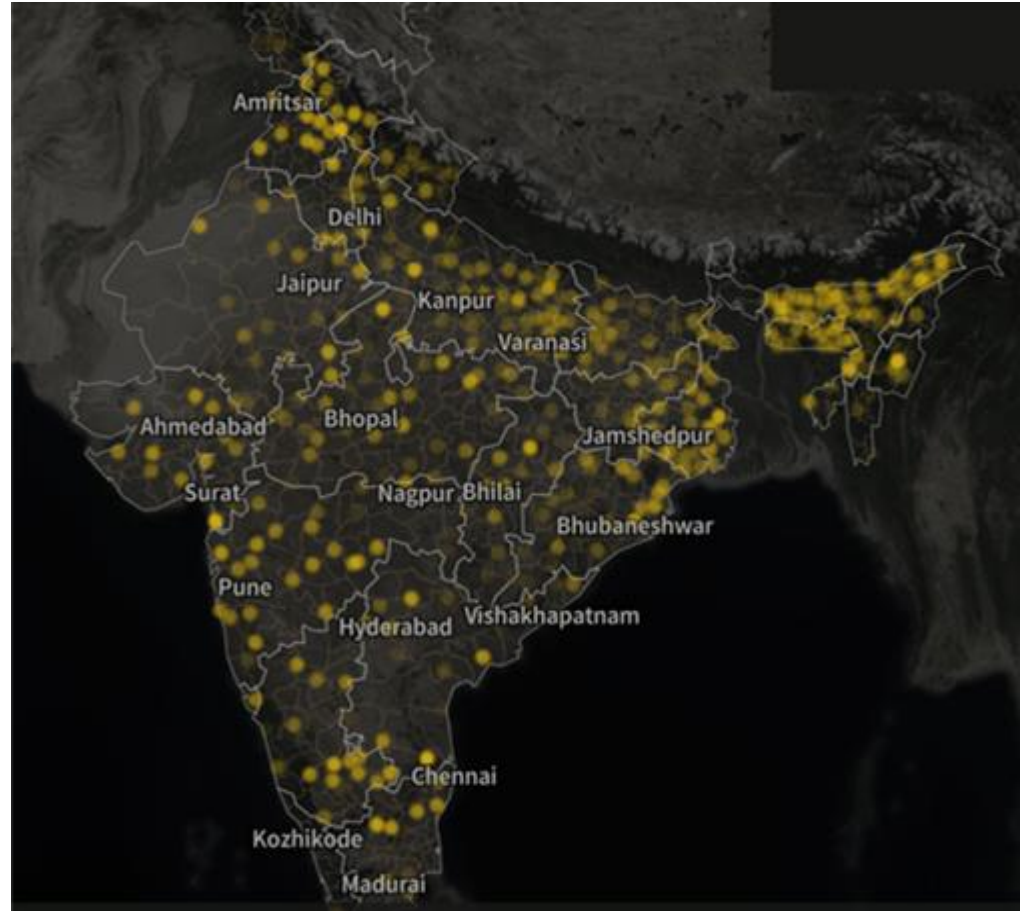 Amritsar
Delhi
Jaipur
Kanpur
Varanasi
Ahmedabad
Bhopal
Jamshedpur
Surat
Nagpur
Bhilai
Bhubaneshwar
Pune
Hyderabad
Vishakhapatnam
Chennai
Kozhikode
Madurai